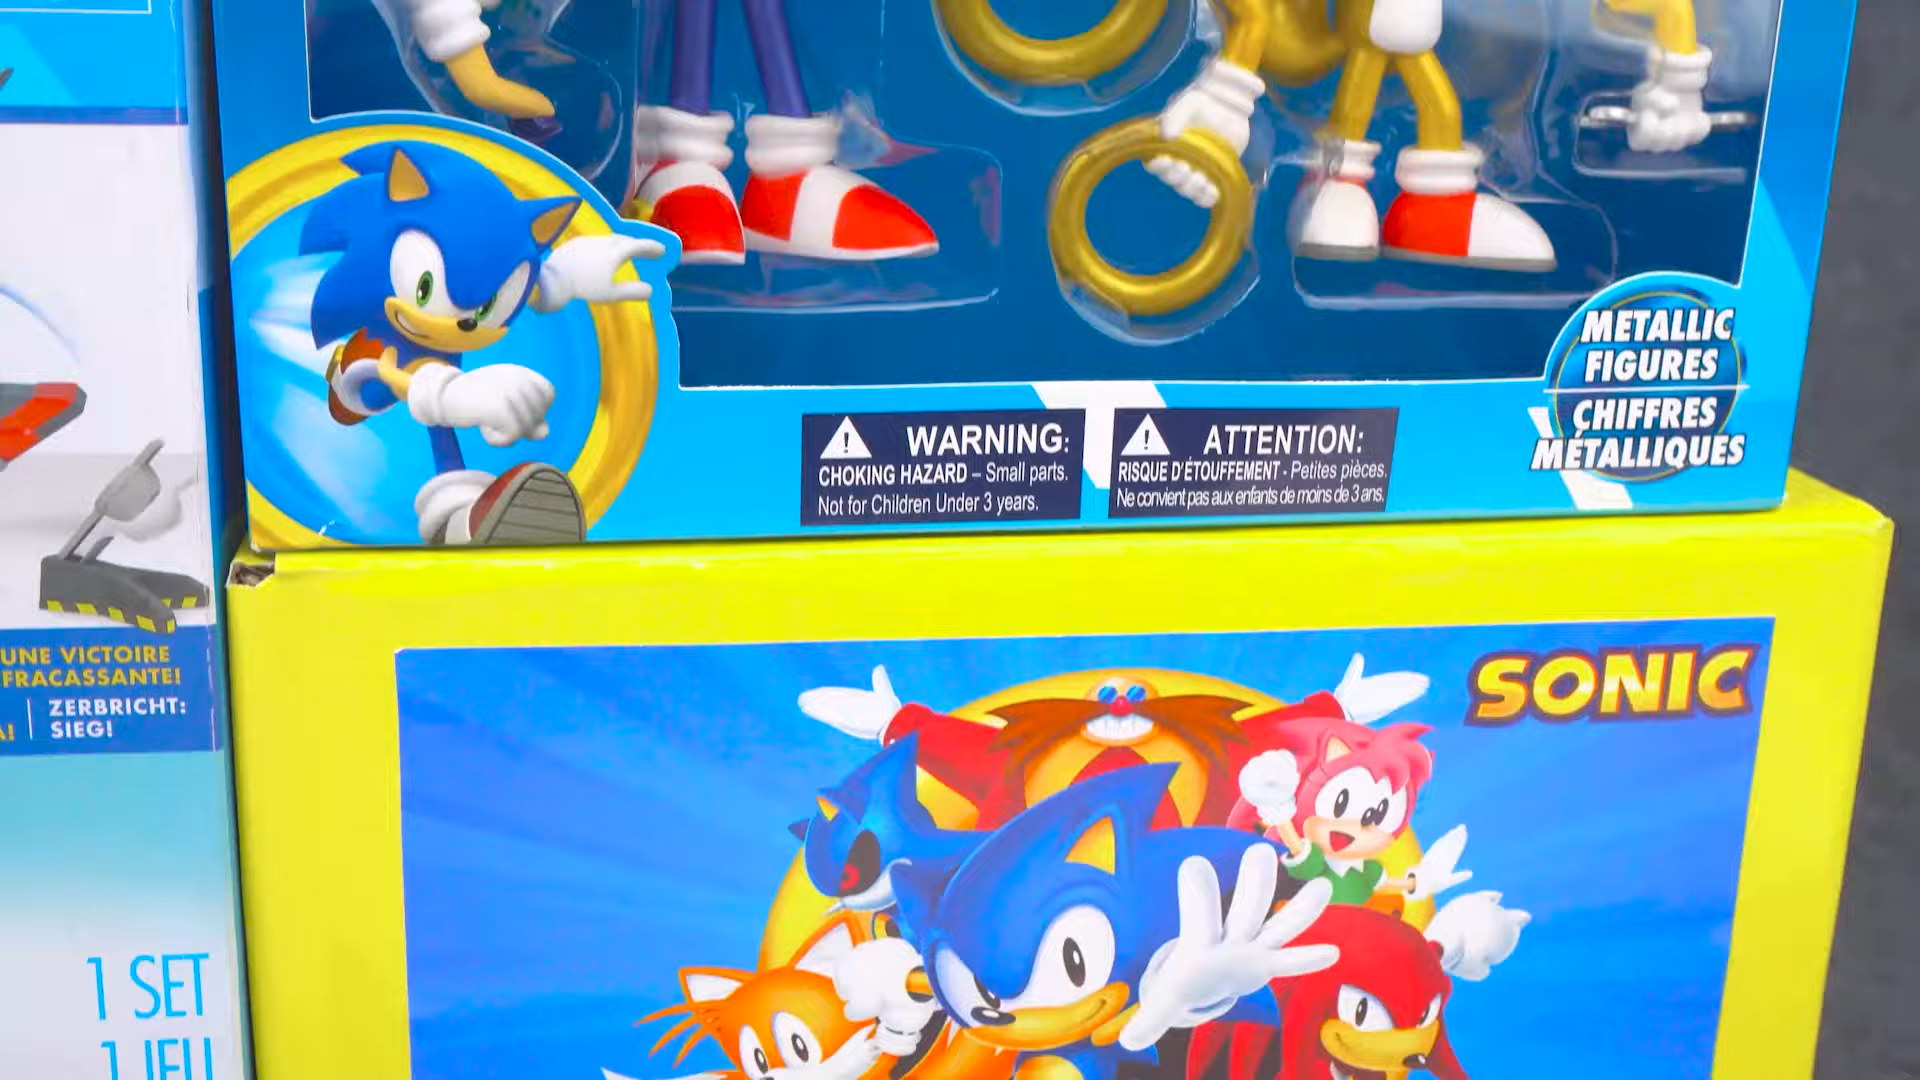 METALLIC
FIGURES
CHIFFRES
MÉTALLIQUES
WARNING:
CHOKING HAZARD – Small parts.
Not for Children Under 3 years.
ATTENTION:
RISQUE D'ÉTOUFFEMENT - Petites pièces.
Ne convient pas aux enfants de moins de 3 ans.
UNE VICTOIRE
FRACASSANTE!
ZERBRICHT:
SIEG!
SONIC
1 SET
1 JEU